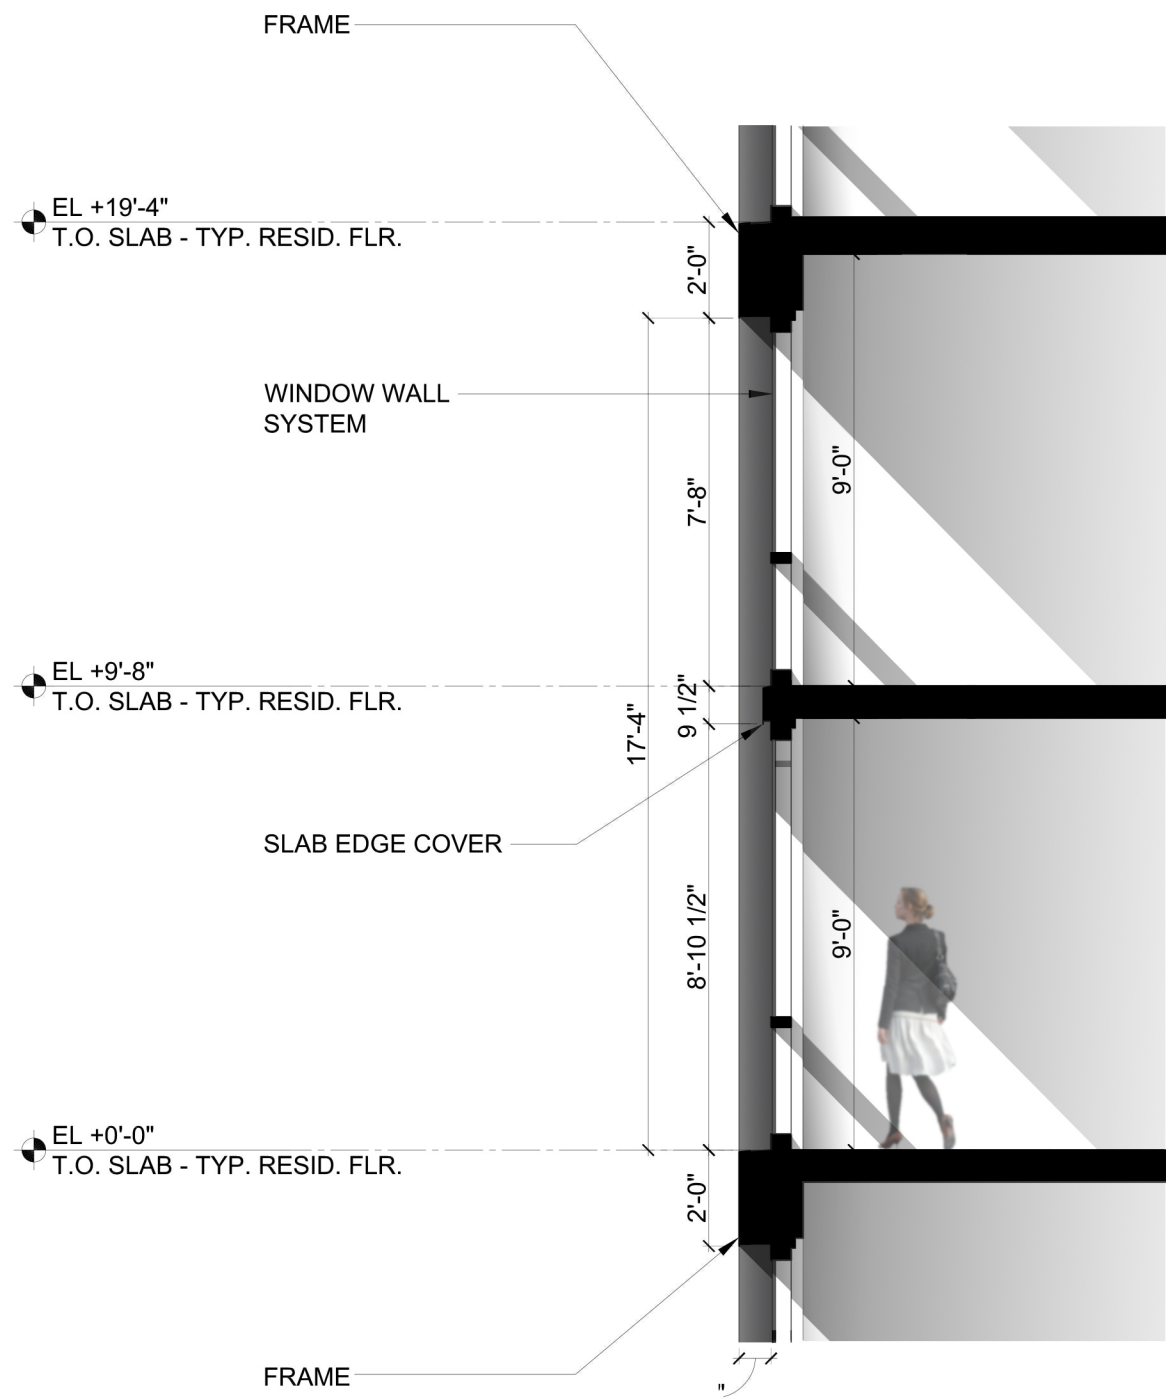 FRAME
EL +19'-4"
T.O. SLAB - TYP. RESID. FLR.
2'-0"
WINDOW WALL
SYSTEM
9'-0"
7'-8"
EL +9'-8"
T.O. SLAB - TYP. RESID. FLR.
9 1/2"
17'-4"
SLAB EDGE COVER
8'-10 1/2"
9'-0"
EL +0'-0"
T.O. SLAB - TYP. RESID. FLR.
2'-0"
FRAME
"